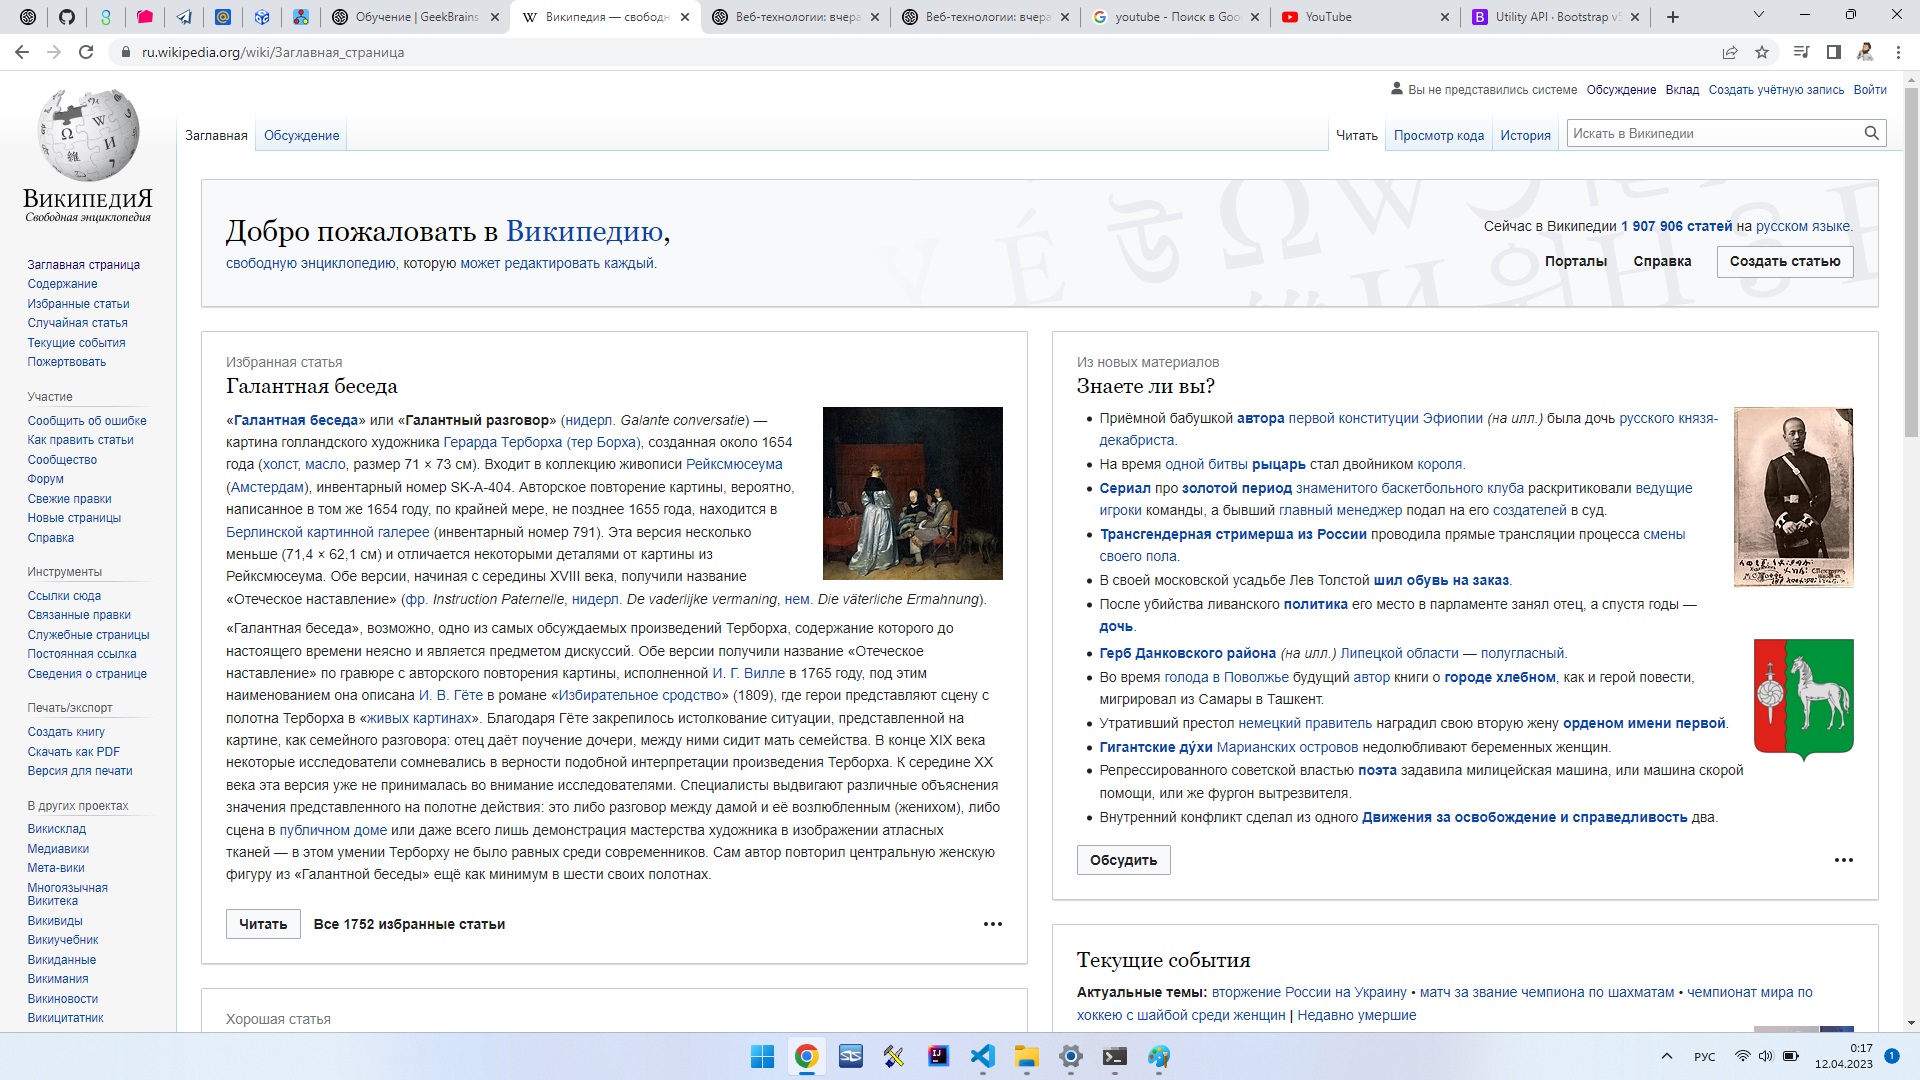 Обучение | GeekBrains
Википедия — свободн
Веб-технологии: вчера
Веб-технологии: вчера
youtube - Поиск в Goo
YouTube
Utility API · Bootstrap v5
ru.wikipedia.org/wiki/Заглавная_страница
Вы не представились системе Обсуждение Вклад Создать учётную запись Войти
Заглавная Обсуждение Читать Просмотр кода История Искать в Википедии
ВикипедиЯ
Свободная энциклопедия
Заглавная страница
Содержание
Избранные статьи
Случайная статья
Текущие события
Пожертвовать
Участие
Сообщить об ошибке
Как править статьи
Сообщество
Форум
Свежие правки
Новые страницы
Справка
Инструменты
Ссылки сюда
Связанные правки
Служебные страницы
Постоянная ссылка
Сведения о странице
Печать/экспорт
Создать книгу
Скачать как PDF
Версия для печати
В других проектах
Викисклад
Медиавики
Мета-вики
Многоязычная
Викитека
Викивиды
Викиучебник
Викиданные
Викимания
Викиновости
Викицитатник
Добро пожаловать в Википедию,
свободную энциклопедию, которую может редактировать каждый.
Сейчас в Википедии 1 907 906 статей на русском языке.
Порталы Справка Создать статью
Избранная статья
Галантная беседа
«Галантная беседа» или «Галантный разговор» (нидерл. Galante conversatie) —
картина голландского художника Герарда Терборха (тер Борха), созданная около 1654
года (холст, масло, размер 71 × 73 см). Входит в коллекцию живописи Рейксмюсеума
(Амстердам), инвентарный номер SK-A-404. Авторское повторение картины, вероятно,
написанное в том же 1654 году, по крайней мере, не позднее 1655 года, находится в
Берлинской картинной галерее (инвентарный номер 791). Эта версия несколько
меньше (71,4 × 62,1 см) и отличается некоторыми деталями от картины из
Рейксмюсеума. Обе версии, начиная с середины XVIII века, получили название
«Отеческое наставление» (фр. Instruction Paternelle, нидерл. De vaderlijke vermaning, нем. Die väterliche Ermahnung).
«Галантная беседа», возможно, одно из самых обсуждаемых произведений Терборха, содержание которого до
настоящего времени неясно и является предметом дискуссий. Обе версии получили название «Отеческое
наставление» по гравюре с авторского повторения картины, исполненной И. Г. Вилле в 1765 году, под этим
наименованием она описана И. В. Гёте в романе «Избирательное сродство» (1809), где герои представляют сцену с
полотна Терборха в «живых картинах». Благодаря Гёте закрепилось истолкование ситуации, представленной на
картине, как семейного разговора: отец даёт поучение дочери, между ними сидит мать семейства. В конце XIX века
некоторые исследователи сомневались в верности подобной интерпретации произведения Терборха. К середине XX
века эта версия уже не принималась во внимание исследователями. Специалисты выдвигают различные объяснения
значения представленного на полотне действия: это либо разговор между дамой и её возлюбленным (женихом), либо
сцена в публичном доме или даже всего лишь демонстрация мастерства художника в изображении атласных
тканей — в этом умении Терборху не было равных среди современников. Сам автор повторил центральную женскую
фигуру из «Галантной беседы» ещё как минимум в шести своих полотнах.
Читать Все 1752 избранные статьи
Хорошая статья
Из новых материалов
Знаете ли вы?
Приёмной бабушкой автора первой конституции Эфиопии (на илл.) была дочь русского князя-
декабриста.
На время одной битвы рыцарь стал двойником короля.
Сериал про золотой период знаменитого баскетбольного клуба раскритиковали ведущие
игроки команды, а бывший главный менеджер подал на его создателей в суд.
Трансгендерная стримерша из России проводила прямые трансляции процесса смены
своего пола.
В своей московской усадьбе Лев Толстой шил обувь на заказ.
После убийства ливанского политика его место в парламенте занял отец, а спустя годы —
дочь.
Герб Данковского района (на илл.) Липецкой области — полугласный.
Во время голода в Поволжье будущий автор книги о городе хлебном, как и герой повести,
мигрировал из Самары в Ташкент.
Утративший престол немецкий правитель наградил свою вторую жену орденом имени первой.
Гигантские ду́хи Марианских островов недолюбливают беременных женщин.
Репрессированного советской властью поэта задавила милицейская машина, или машина скорой
помощи, или же фургон вытрезвителя.
Внутренний конфликт сделал из одного Движения за освобождение и справедливость два.
Обсудить
Текущие события
Актуальные темы: вторжение России на Украину • матч за звание чемпиона по шахматам • чемпионат мира по
хоккею с шайбой среди женщин | Недавно умершие
РУС
0:17
12.04.2023
1